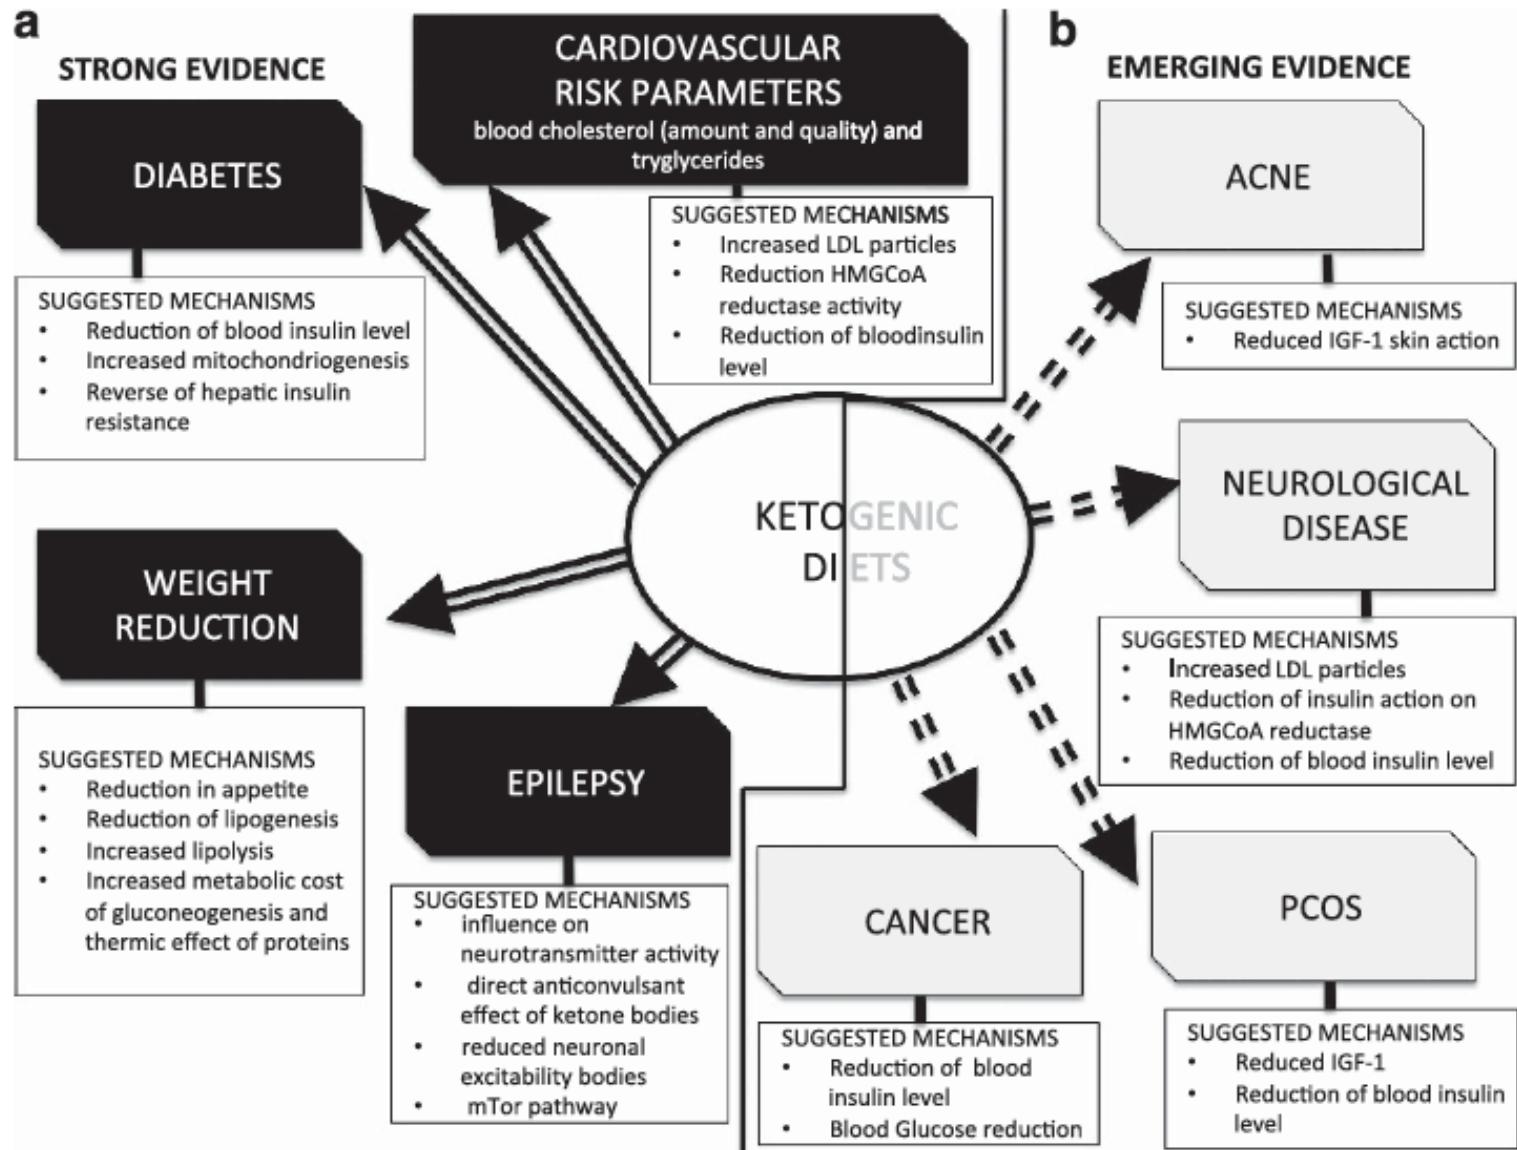 a
STRONG EVIDENCE
DIABETES
SUGGESTED MECHANISMS
• Reduction of blood insulin level
• Increased mitochondriogenesis
• Reverse of hepatic insulin
resistance
CARDIOVASCULAR
RISK PARAMETERS
blood cholesterol (amount and quality) and
tryglycerides
SUGGESTED MECHANISMS
• Increased LDL particles
• Reduction HMGCoA
reductase activity
• Reduction of bloodinsulin
level
WEIGHT
REDUCTION
SUGGESTED MECHANISMS
• Reduction in appetite
• Reduction of lipogenesis
• Increased lipolysis
• Increased metabolic cost
of gluconeogenesis and
thermic effect of proteins
EPILEPSY
SUGGESTED MECHANISMS
• influence on
neurotransmitter activity
• direct anticonvulsant
effect of ketone bodies
• reduced neuronal
excitability bodies
• mTor pathway
KETOGENIC
DIETS
b
EMERGING EVIDENCE
ACNE
SUGGESTED MECHANISMS
• Reduced IGF-1 skin action
NEUROLOGICAL
DISEASE
SUGGESTED MECHANISMS
• Increased LDL particles
• Reduction of insulin action on
HMGCoA reductase
• Reduction of blood insulin level
CANCER
SUGGESTED MECHANISMS
• Reduction of blood
insulin level
• Blood Glucose reduction
PCOS
SUGGESTED MECHANISMS
• Reduced IGF-1
• Reduction of blood insulin
level